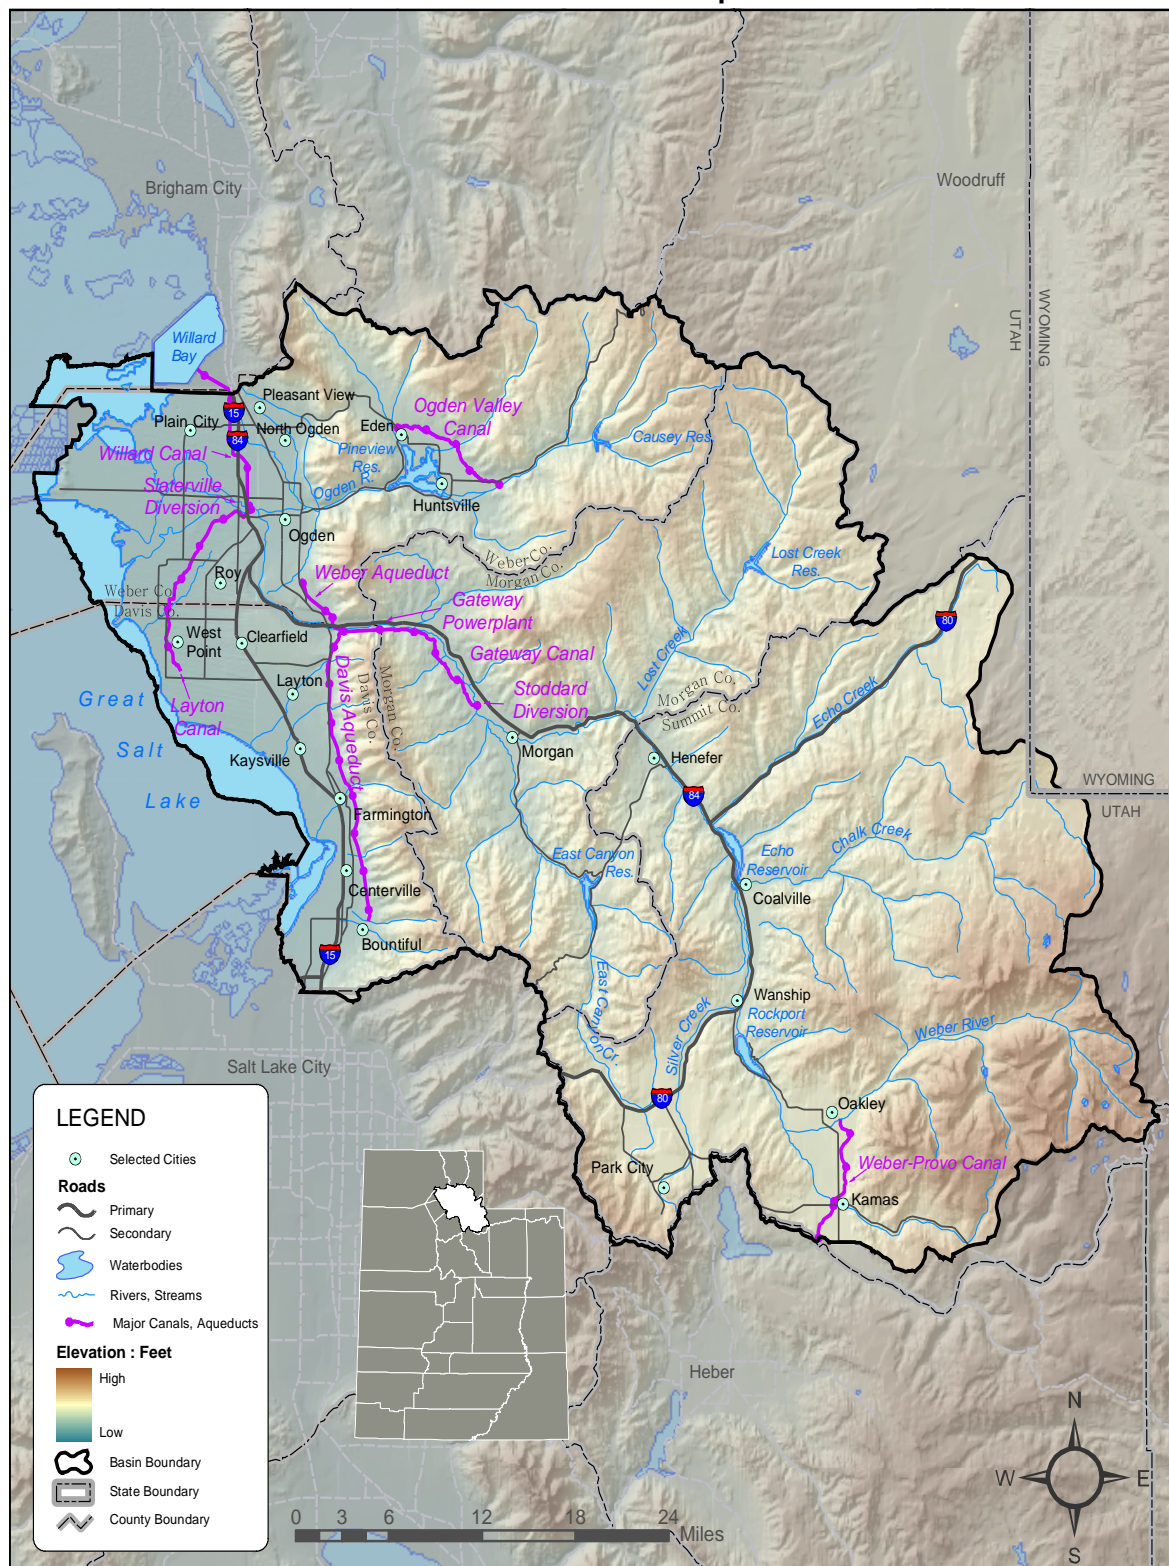 Brigham City
Woodruff
WYOMING
UTAH
Willard
Bay
15
Pleasant View
Plain City
North Ogden
84
Eden
Ogden Valley
Canal
Causey Res.
Willard Canal
Pineview
Res.
Slaterville
Diversion
Ogden R.
Huntsville
Ogden
Lost Creek
Res.
Weber Co.
Morgan Co.
Roy
Weber Aqueduct
Weber Co.
Davis Co.
Gateway
Powerplant
80
West
Point
Clearfield
Gateway Canal
Lost Creek
Layton
Davis Aqueduct
Davis Co.
Morgan Co.
Stoddard
Diversion
Morgan Co.
Summit Co.
Echo Creek
Great
Salt
Lake
Layton
Canal
Morgan
Kaysville
Henefer
84
WYOMING
UTAH
Farmington
Chalk Creek
East Canyon
Res.
Echo
Reservoir
Centerville
Coalville
Bountiful
15
East Canyon Cr.
Silver Creek
Wanship
Rockport
Reservoir
Weber River
Salt Lake City
80
Oakley
Park City
Weber-Provo Canal
Kamas
Heber
LEGEND
Selected Cities
Roads
Primary
Secondary
Waterbodies
Rivers, Streams
Major Canals, Aqueducts
Elevation : Feet
High
Low
Basin Boundary
State Boundary
County Boundary
0 3 6 12 18 24
Miles
N
W E
S